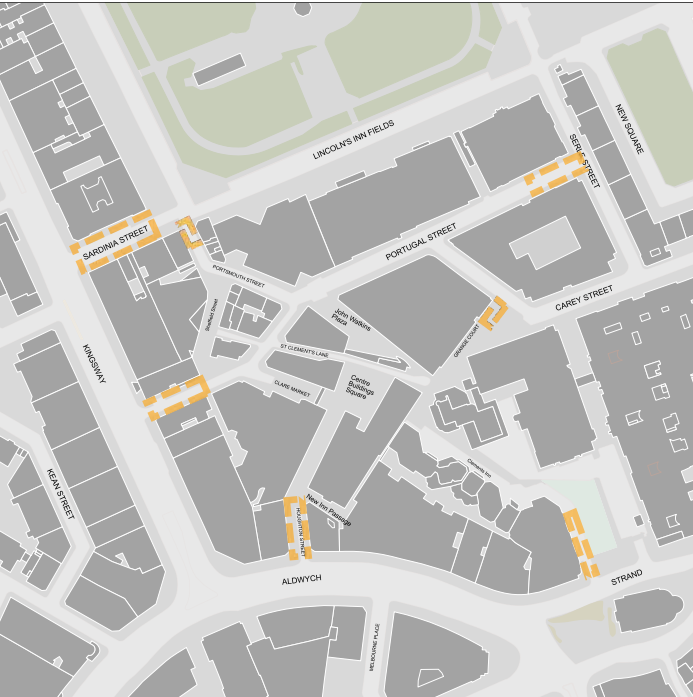 LINCOLN'S INN FIELDS
NEW SQUARE
SERLE STREET
SARDINIA STREET
PORTUGAL STREET
PORTSMOUTH STREET
CAREY STREET
Sheffield Street
John Watkins
Plaza
GRANGE COURT
KINGSWAY
ST CLEMENT'S LANE
CLARE MARKET
Centre
Buildings
Square
Clements Inn
KEAN STREET
New Inn Passage
HOUGHTON STREET
ALDWYCH
STRAND
MELBOURNE PLACE